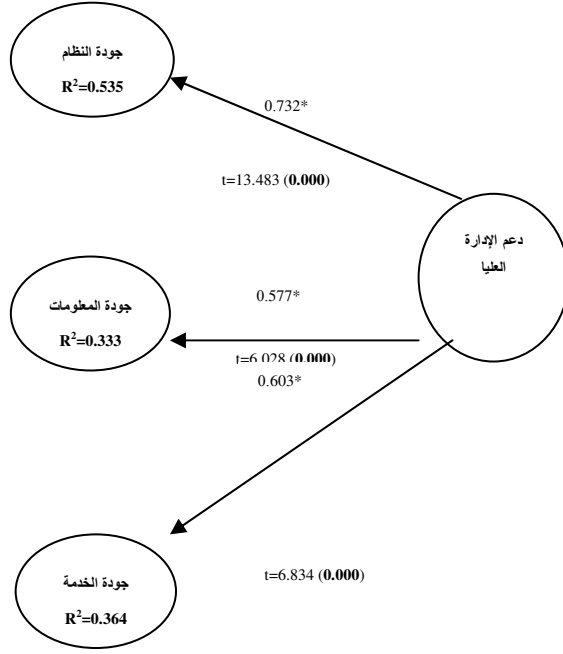 جودة النظام
R²=0.535
0.732*
t=13.483 (0.000)
دعم الإدارة
العليا
0.577*
جودة المعلومات
R²=0.333
t=6.028 (0.000)
0.603*
جودة الخدمة
R²=0.364
t=6.834 (0.000)